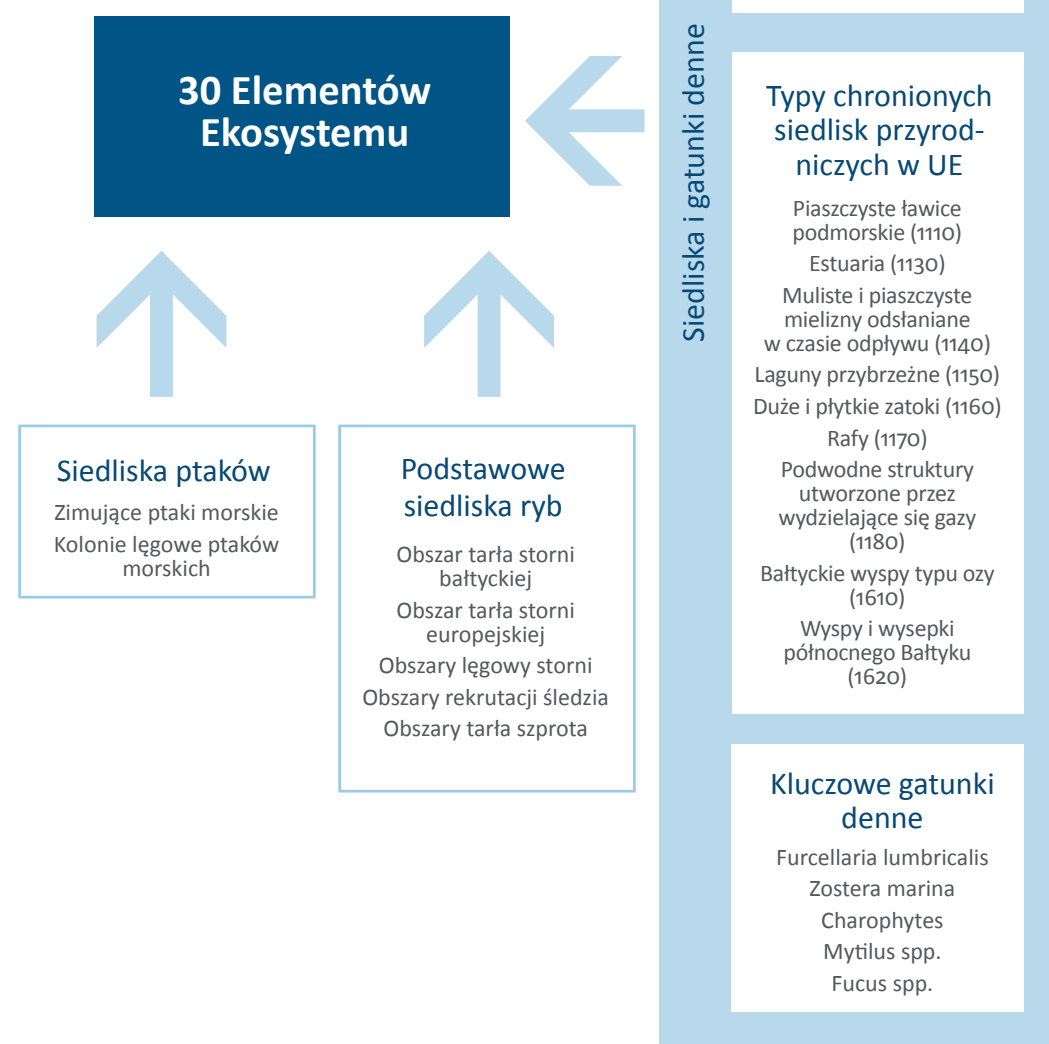 30 Elementów
Ekosystemu
Siedliska ptaków
Zimujące ptaki morskie
Kolonie lęgowe ptaków
morskich
Podstawowe
siedliska ryb
Obszar tarła storni
bałtyckiej
Obszar tarła storni
europejskiej
Obszary lęgowy storni
Obszary rekrutacji śledzia
Obszary tarła szprota
Siedliska i gatunki denne
Typy chronionych
siedlisk przyrod-
niczych w UE
Piaszczyste ławice
podmorskie (1110)
Estuaria (1130)
Muliste i piaszczyste
mielizny odsłaniane
w czasie odpływu (1140)
Laguny przybrzeżne (1150)
Duże i płytkie zatoki (1160)
Rafy (1170)
Podwodne struktury
utworzone przez
wydzielające się gazy
(1180)
Bałtyckie wyspy typu ozy
(1610)
Wyspy i wysepki
północnego Bałtyku
(1620)
Kluczowe gatunki
denne
Furcellaria lumbricalis
Zostera marina
Charophytes
Mytilus spp.
Fucus spp.